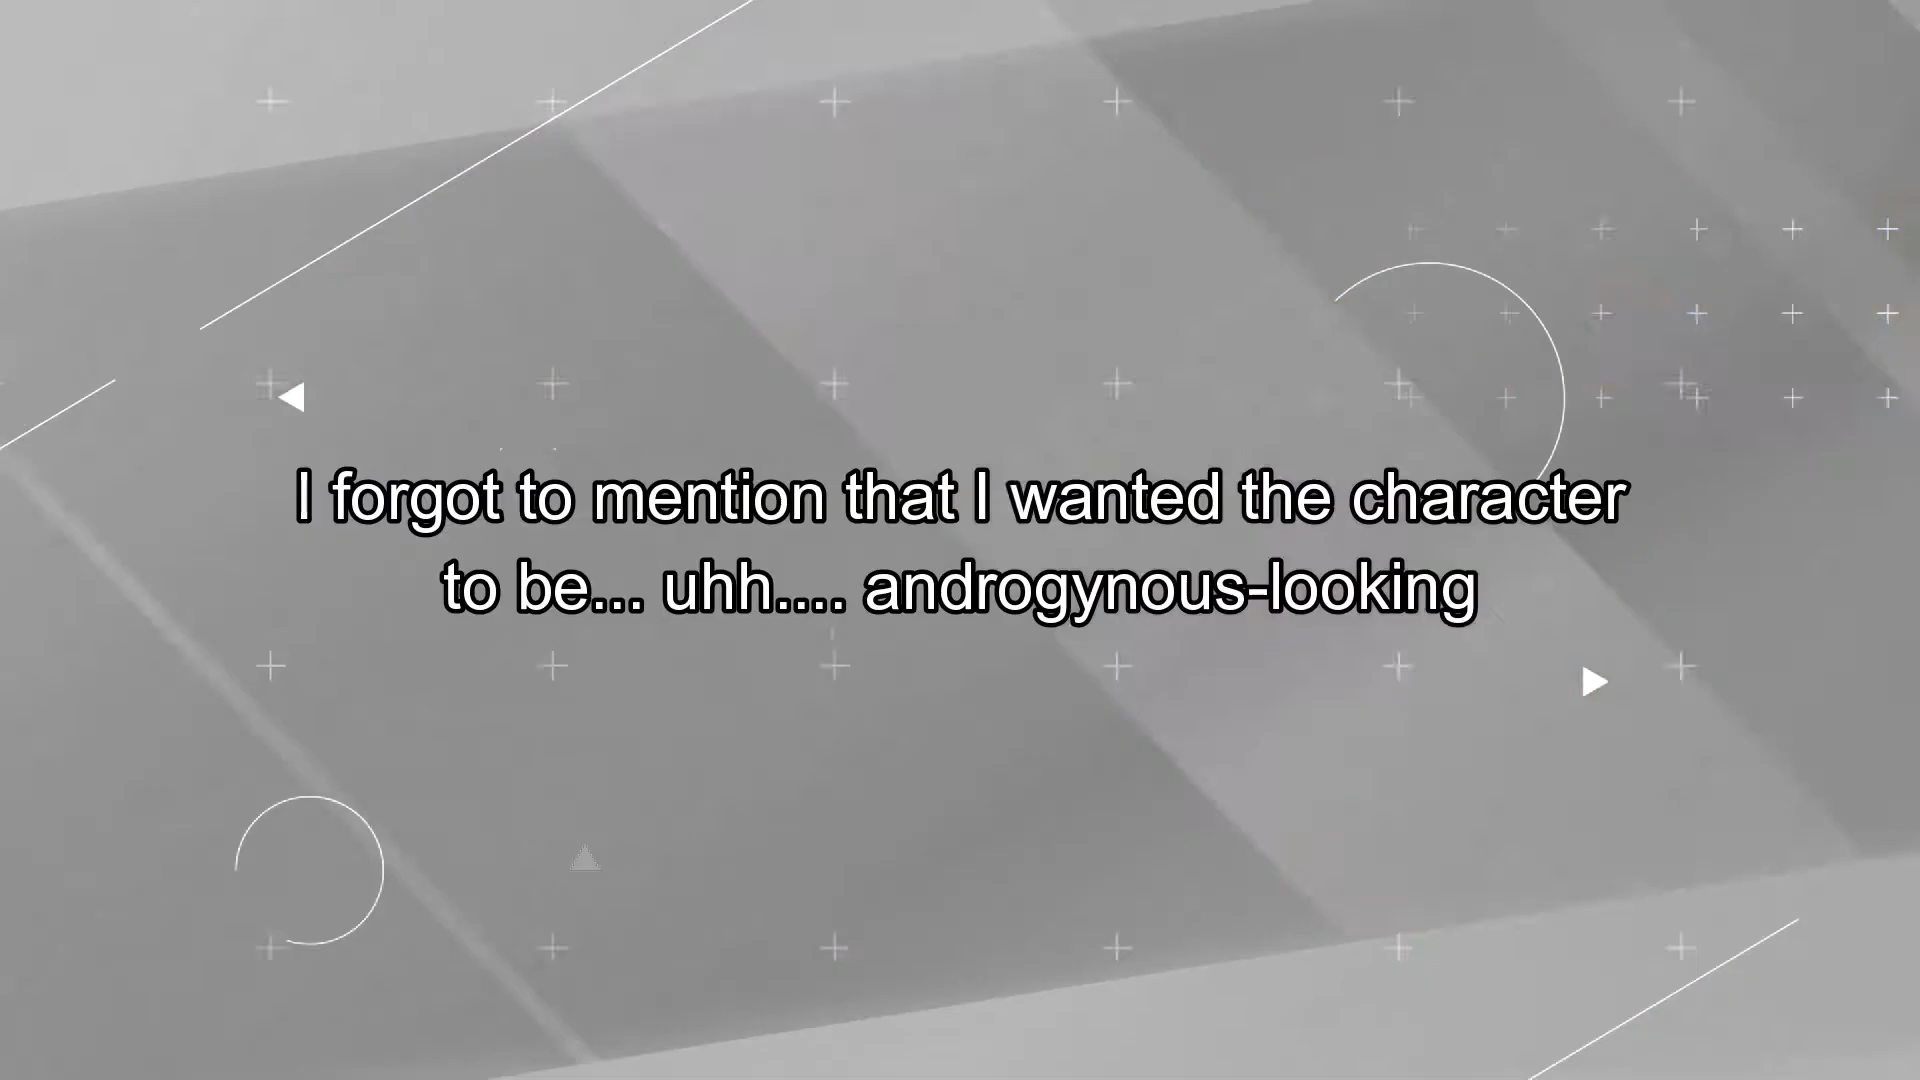 I forgot to mention that I wanted the character
to be... uhh.... androgynous-looking